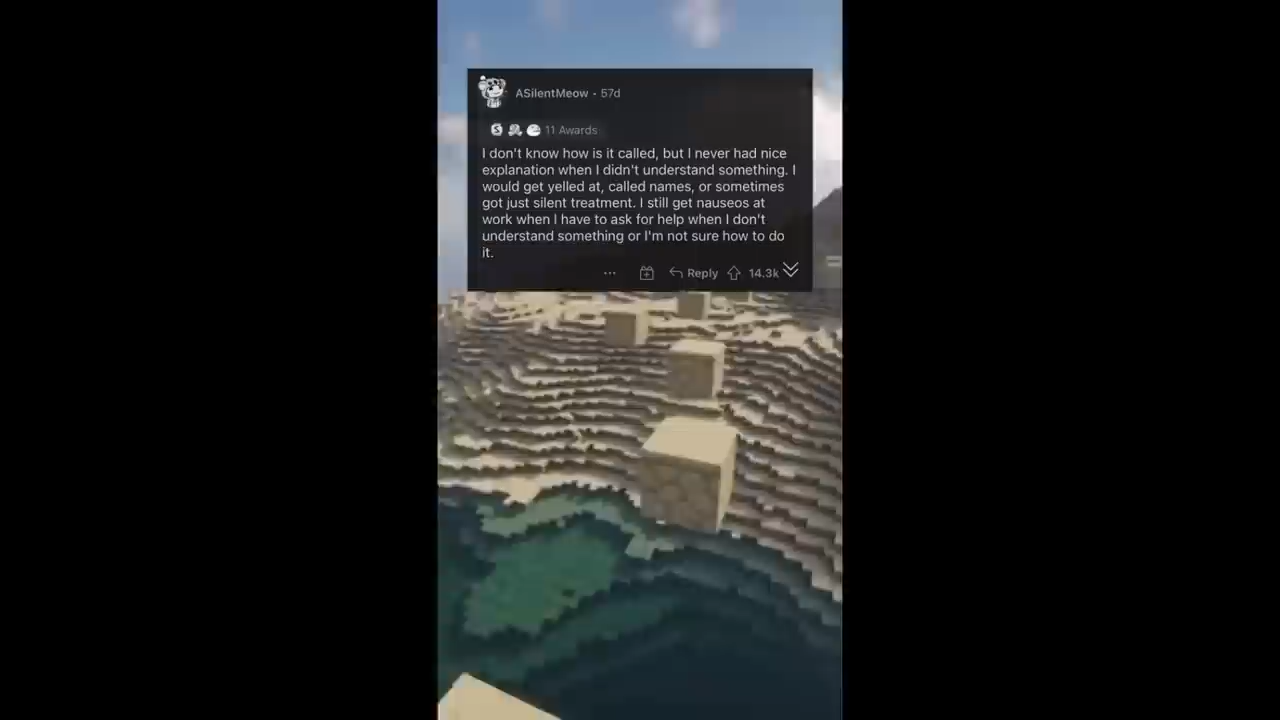 ASilentMeow · 57d
11 Awards
I don't know how is it called, but I never had nice
explanation when I didn't understand something. I
would get yelled at, called names, or sometimes
got just silent treatment. I still get nauseos at
work when I have to ask for help when I don't
understand something or I'm not sure how to do
it.
Reply 14.3k